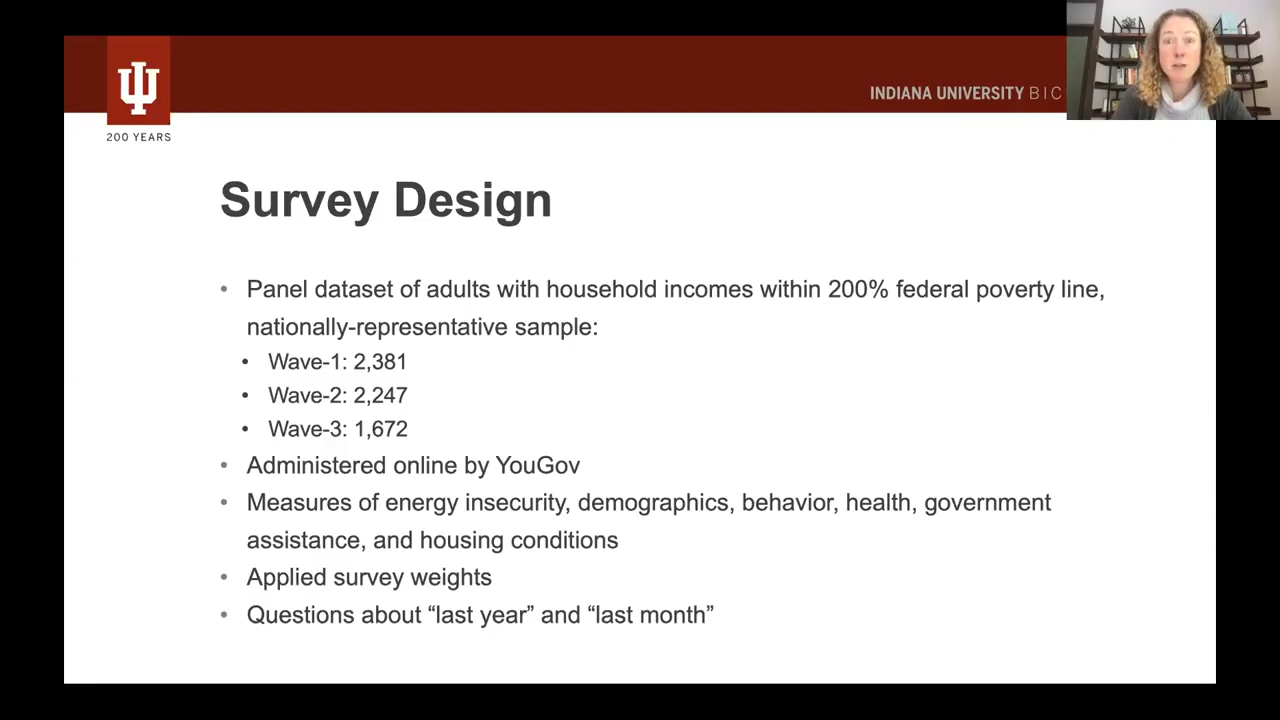 INDIANA UNIVERSITY BIC
200 YEARS
Survey Design
• Panel dataset of adults with household incomes within 200% federal poverty line,
nationally-representative sample:
• Wave-1: 2,381
• Wave-2: 2,247
• Wave-3: 1,672
• Administered online by YouGov
• Measures of energy insecurity, demographics, behavior, health, government
assistance, and housing conditions
• Applied survey weights
• Questions about “last year” and “last month”